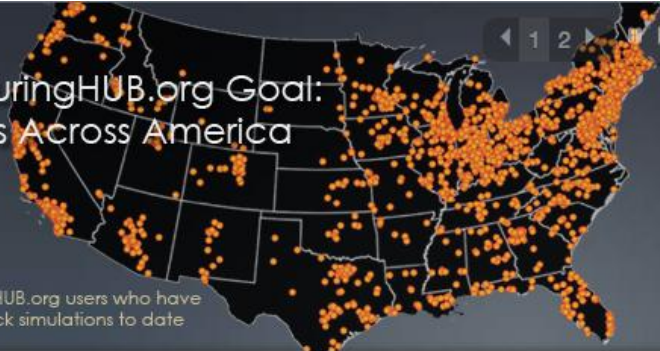 1 2
uringHUB.org Goal:
s Across America
HUB.org users who have
ck simulations to date